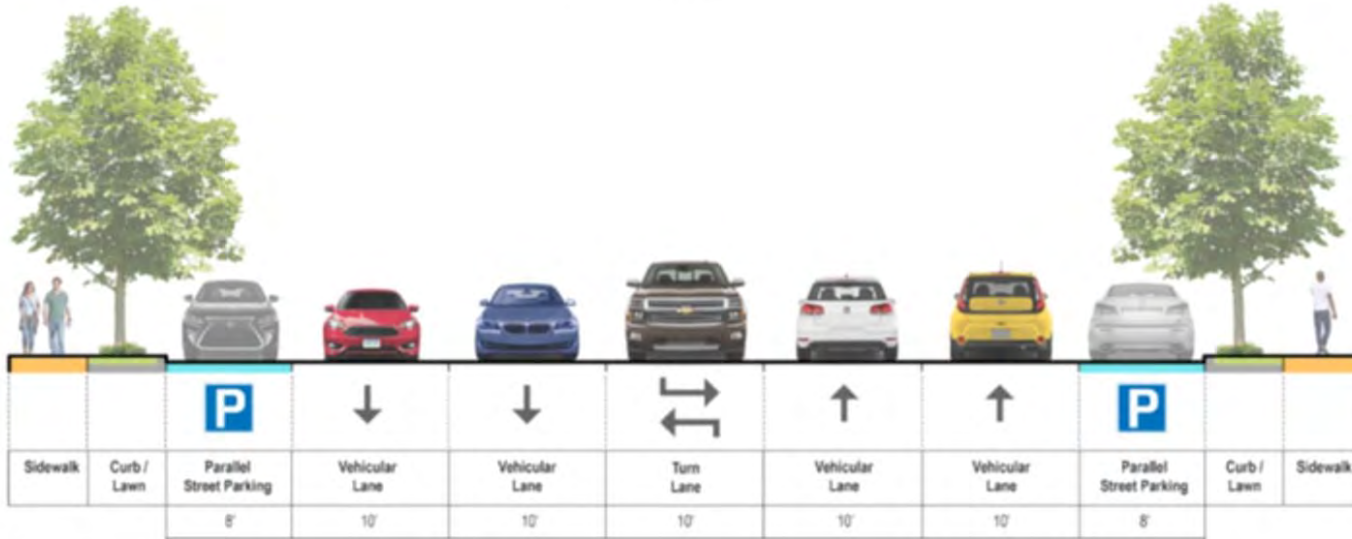 P
P
Sidewalk
Curb /
Lawn
Parallel
Street Parking
Vehicular
Lane
Vehicular
Lane
Turn
Lane
Vehicular
Lane
Vehicular
Lane
Parallel
Street Parking
Curb /
Lawn
Sidewalk
8'
10'
10'
10'
10'
10'
8'